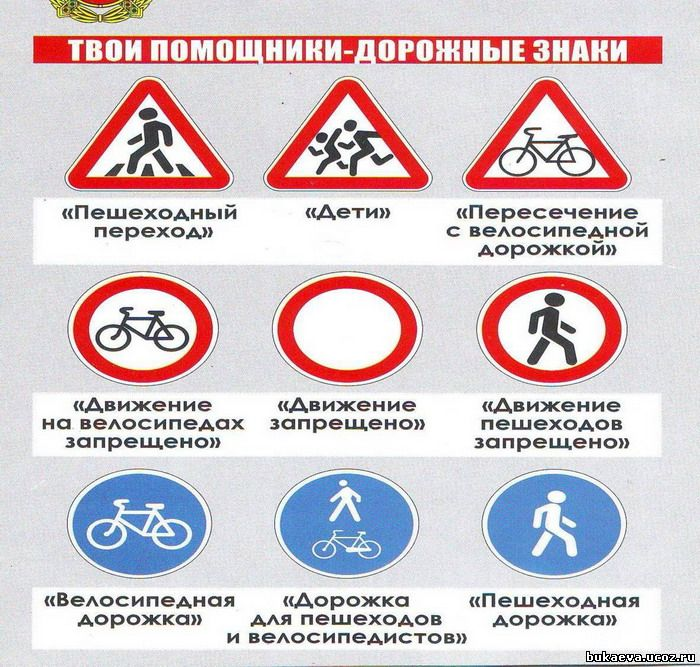 ТВОИ ПОМОЩНИКИ-ДОРОЖНЫЕ ЗНАКИ
«Пешеходный
переход»
«Дети»
«Пересечение
с велосипедной
дорожкой»
«Движение
на велосипедах
запрещено»
«Движение
запрещено»
«Движение
пешеходов
запрещено»
«Велосипедная
дорожка»
«Дорожка
для пешеходов
и велосипедистов»
«Пешеходная
дорожка»
bukaeva.ucoz.ru